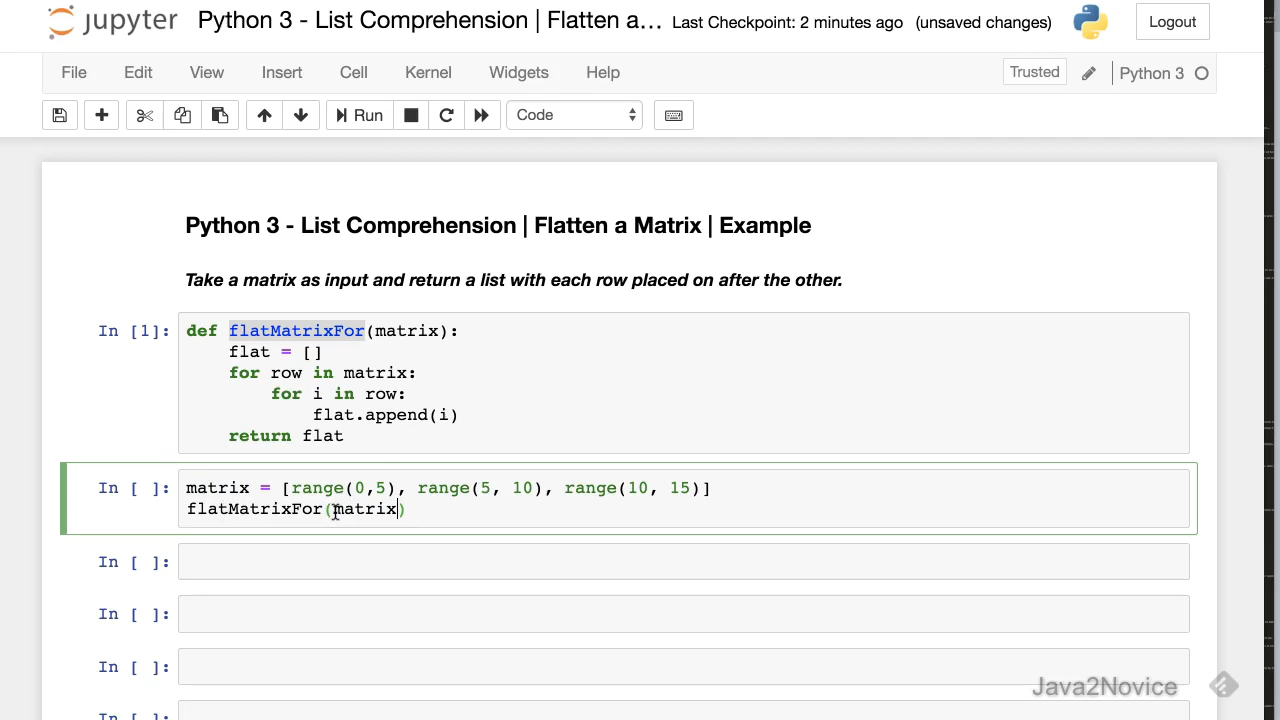 jupyter Python 3 - List Comprehension | Flatten a... Last Checkpoint: 2 minutes ago (unsaved changes) Logout
File Edit View Insert Cell Kernel Widgets Help Trusted Python 3
Run Code
Python 3 - List Comprehension | Flatten a Matrix | Example
Take a matrix as input and return a list with each row placed on after the other.
In [1]: def flatMatrixFor(matrix):
flat = []
for row in matrix:
for i in row:
flat.append(i)
return flat
In [ ]: matrix = [range(0,5), range(5, 10), range(10, 15)]
flatMatrixFor(matrix)
In [ ]:
In [ ]:
In [ ]:
Java2Novice
In [ ]: